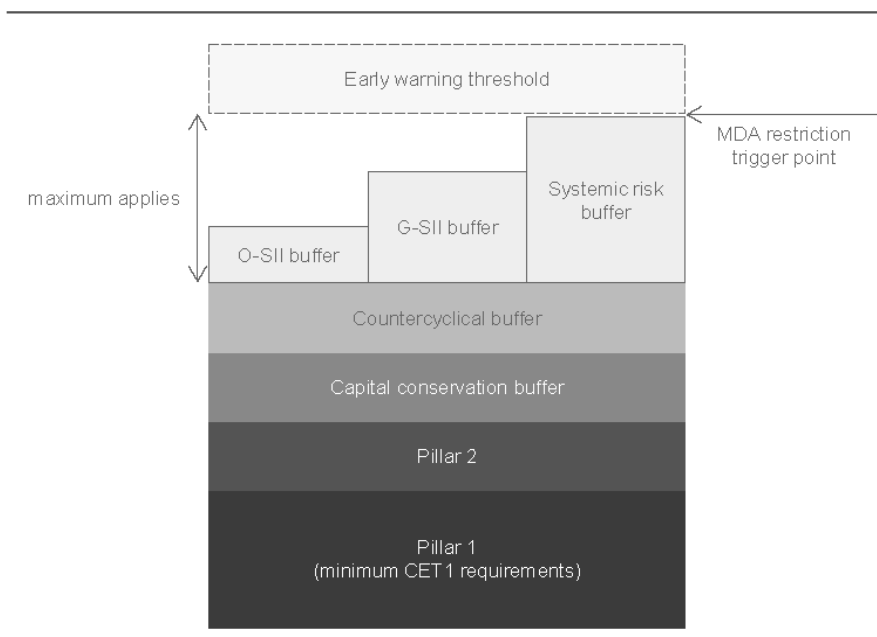 Early warning threshold
MDA restriction
trigger point
maximum applies
O-SII buffer
G-SII buffer
Systemic risk
buffer
Countercyclical buffer
Capital conservation buffer
Pillar 2
Pillar 1
(minimum CET1 requirements)